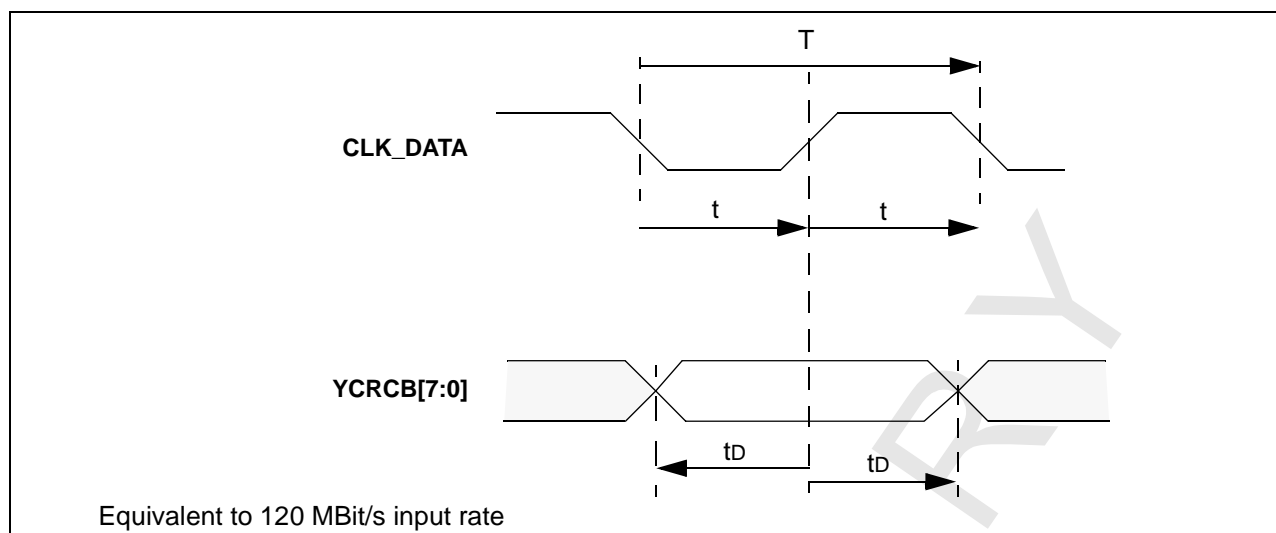 T
CLK_DATA
t t
YCRCB[7:0]
tD tD
Equivalent to 120 MBit/s input rate
R Y